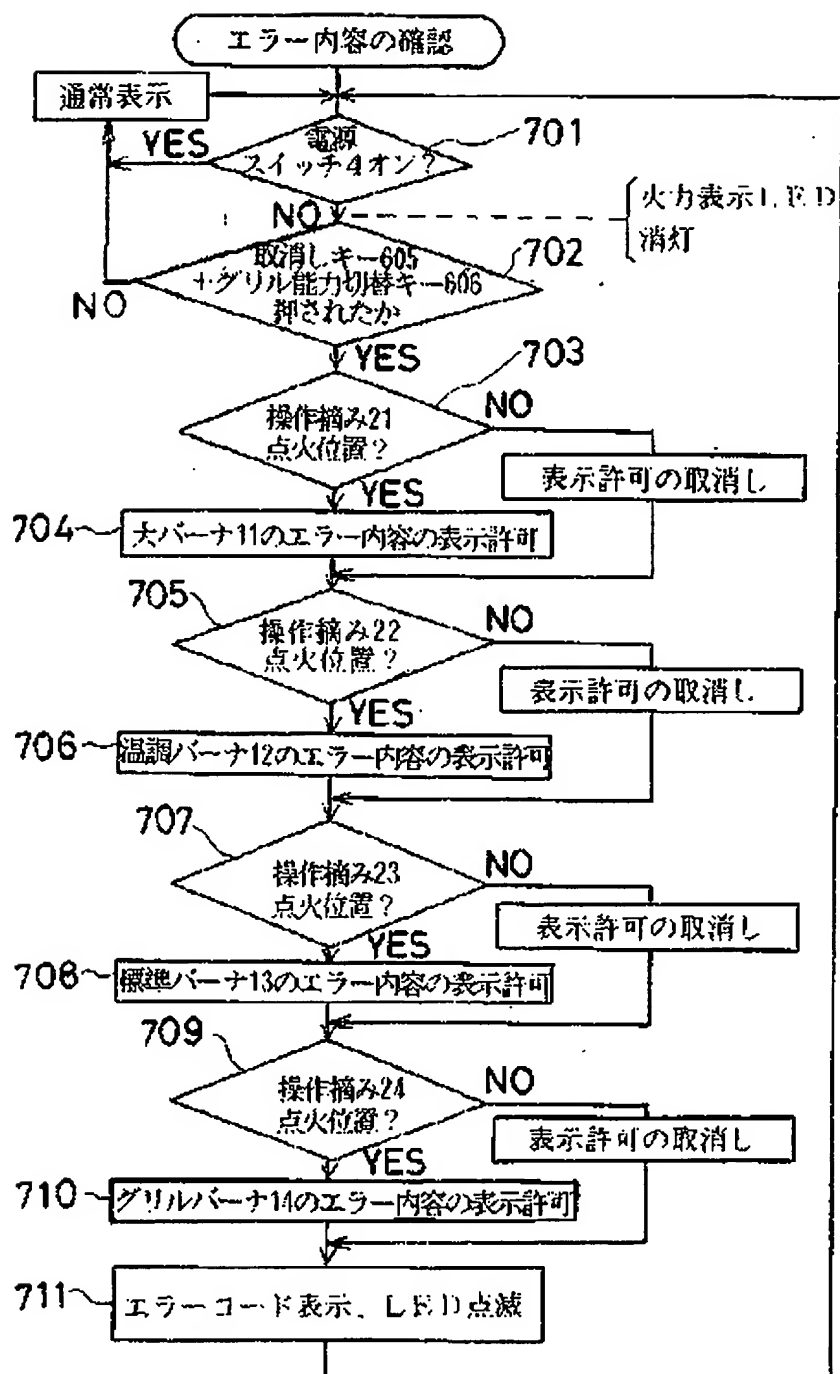 エラー内容の確認
通常表示
電源
スイッチ4オン?
701
YES
NO
火力表示LED
消灯
取消しキー605
+グリル能力切替キー606
押されたか
702
NO
YES
703
操作摘み21
点火位置?
NO
表示許可の取消し
YES
704
大バーナ11のエラー内容の表示許可
705
操作摘み22
点火位置?
NO
表示許可の取消し
YES
706
温調バーナ12のエラー内容の表示許可
707
操作摘み23
点火位置?
NO
表示許可の取消し
YES
708
標準バーナ13のエラー内容の表示許可
709
操作摘み24
点火位置?
NO
表示許可の取消し
YES
710
グリルバーナ14のエラー内容の表示許可
711
エラーコード表示、LED点滅